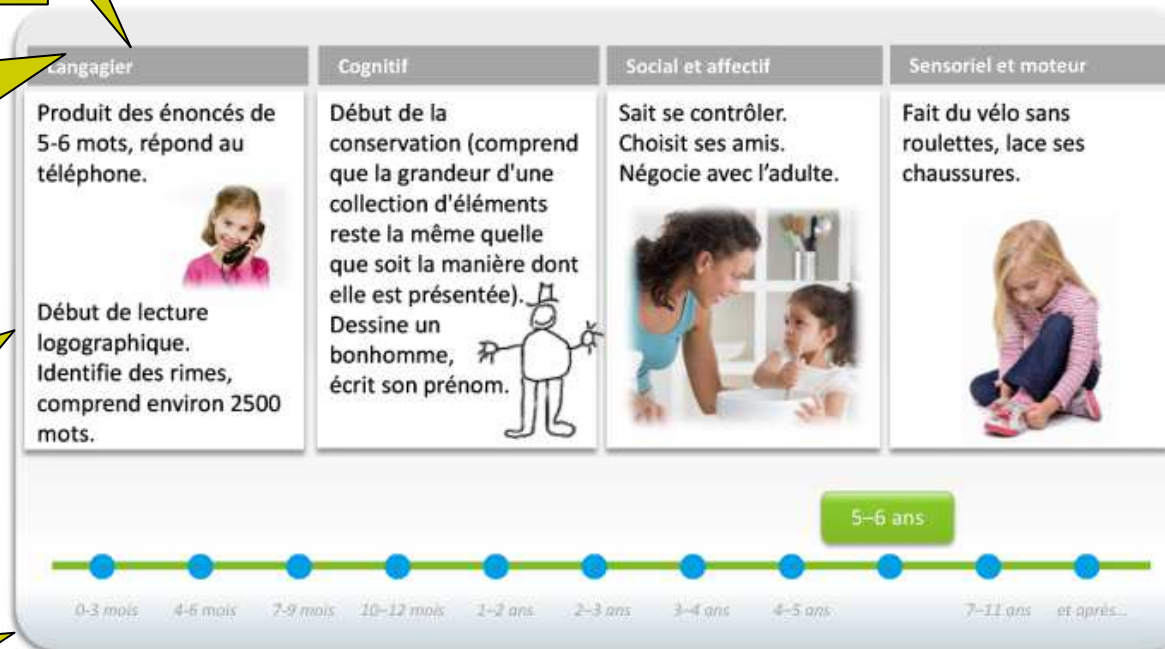 Langagier
Produit des énoncés de
5-6 mots, répond au
téléphone.
Début de lecture
logographique.
Identifie des rimes,
comprend environ 2500
mots.
Cognitif
Début de la
conservation (comprend
que la grandeur d'une
collection d'éléments
reste la même quelle
que soit la manière dont
elle est présentée).
Dessine un
bonhomme,
écrit son prénom.
Social et affectif
Sait se contrôler.
Choisit ses amis.
Négocie avec l'adulte.
Sensoriel et moteur
Fait du vélo sans
roulettes, lace ses
chaussures.
5–6 ans
0-3 mois 4-6 mois 7-9 mois 10–12 mois 1–2 ans 2–3 ans 3–4 ans 4–5 ans 7–11 ans et après...